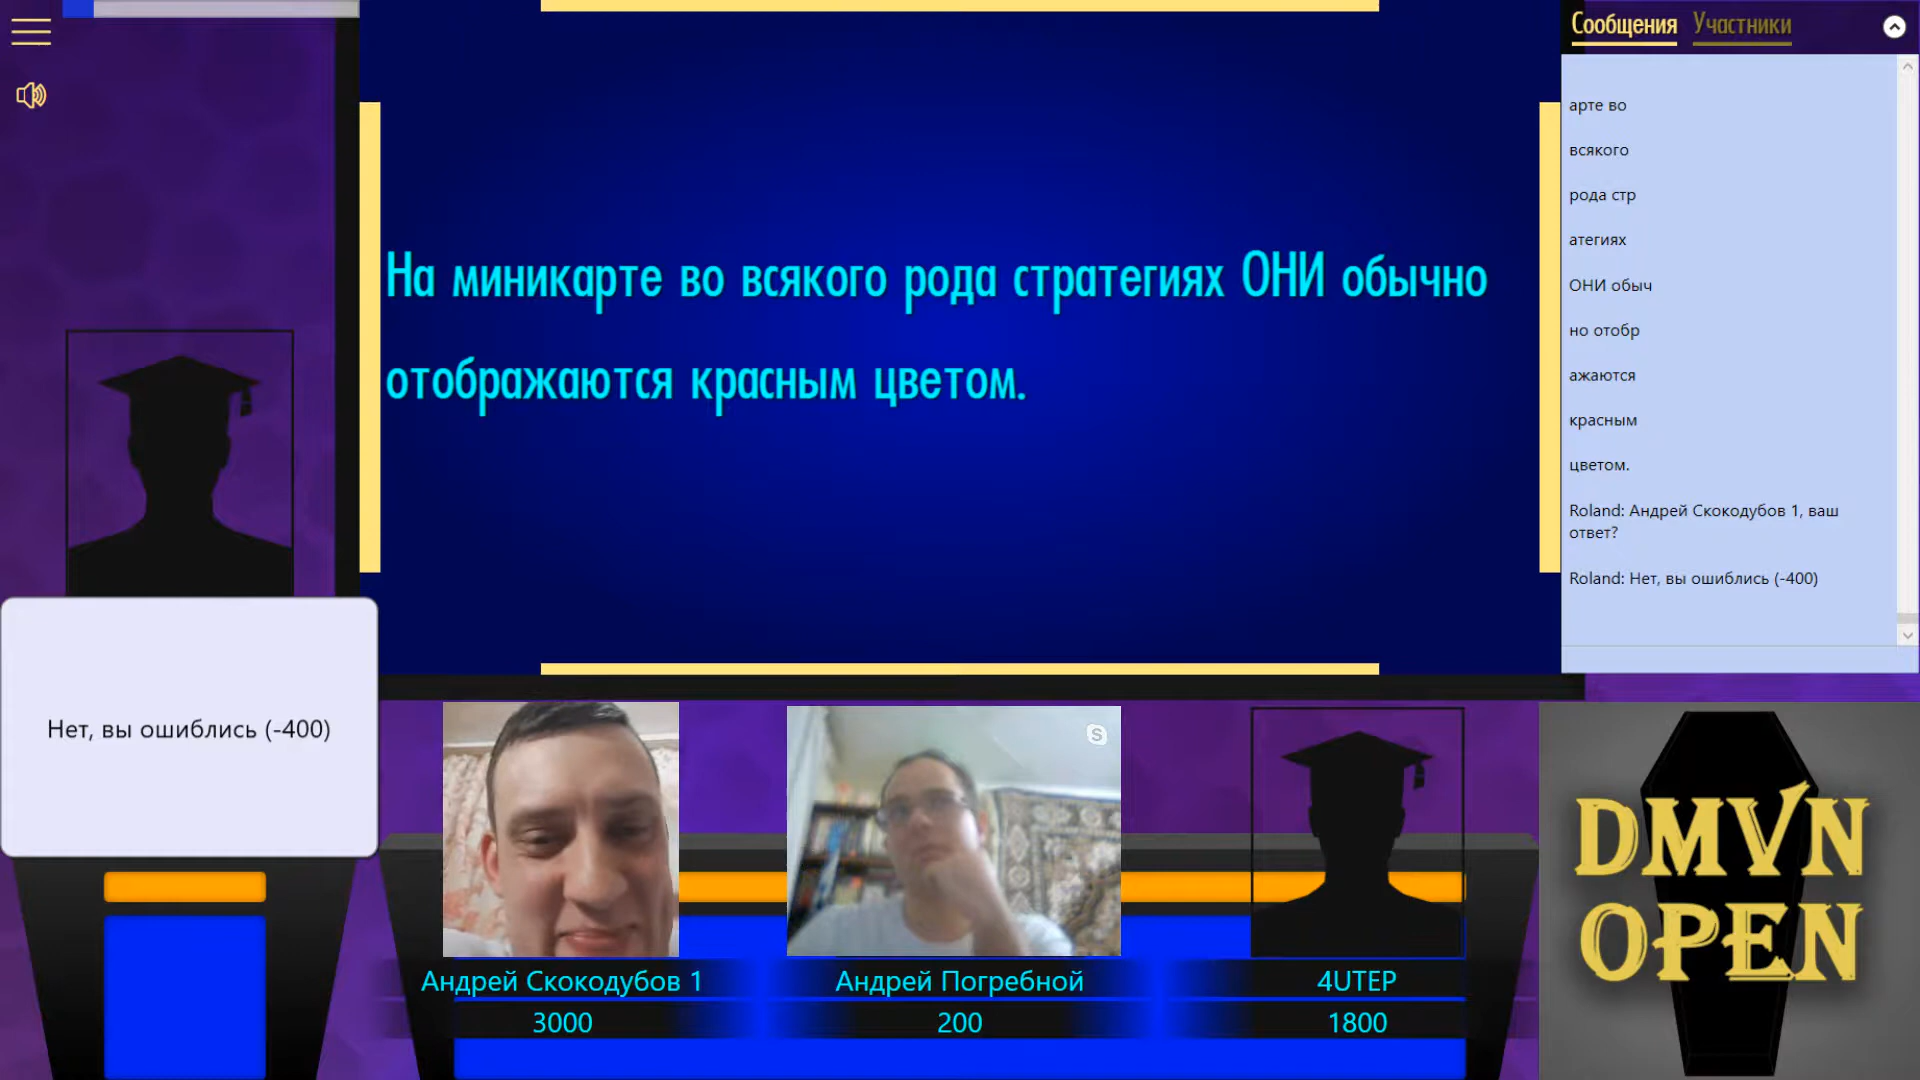 Сообщения Участники
На миникарте во всякого рода стратегиях ОНИ обычно
отображаются красным цветом.
арте во
всякого
рода стр
атегиях
ОНИ обыч
но отобр
ажаются
красным
цветом.
Roland: Андрей Скокодубов 1, ваш
ответ?
Roland: Нет, вы ошиблись (-400)
Нет, вы ошиблись (-400)
S
Андрей Скокодубов 1
3000
Андрей Погребной
200
4UTEP
1800
DMVN
OPEN